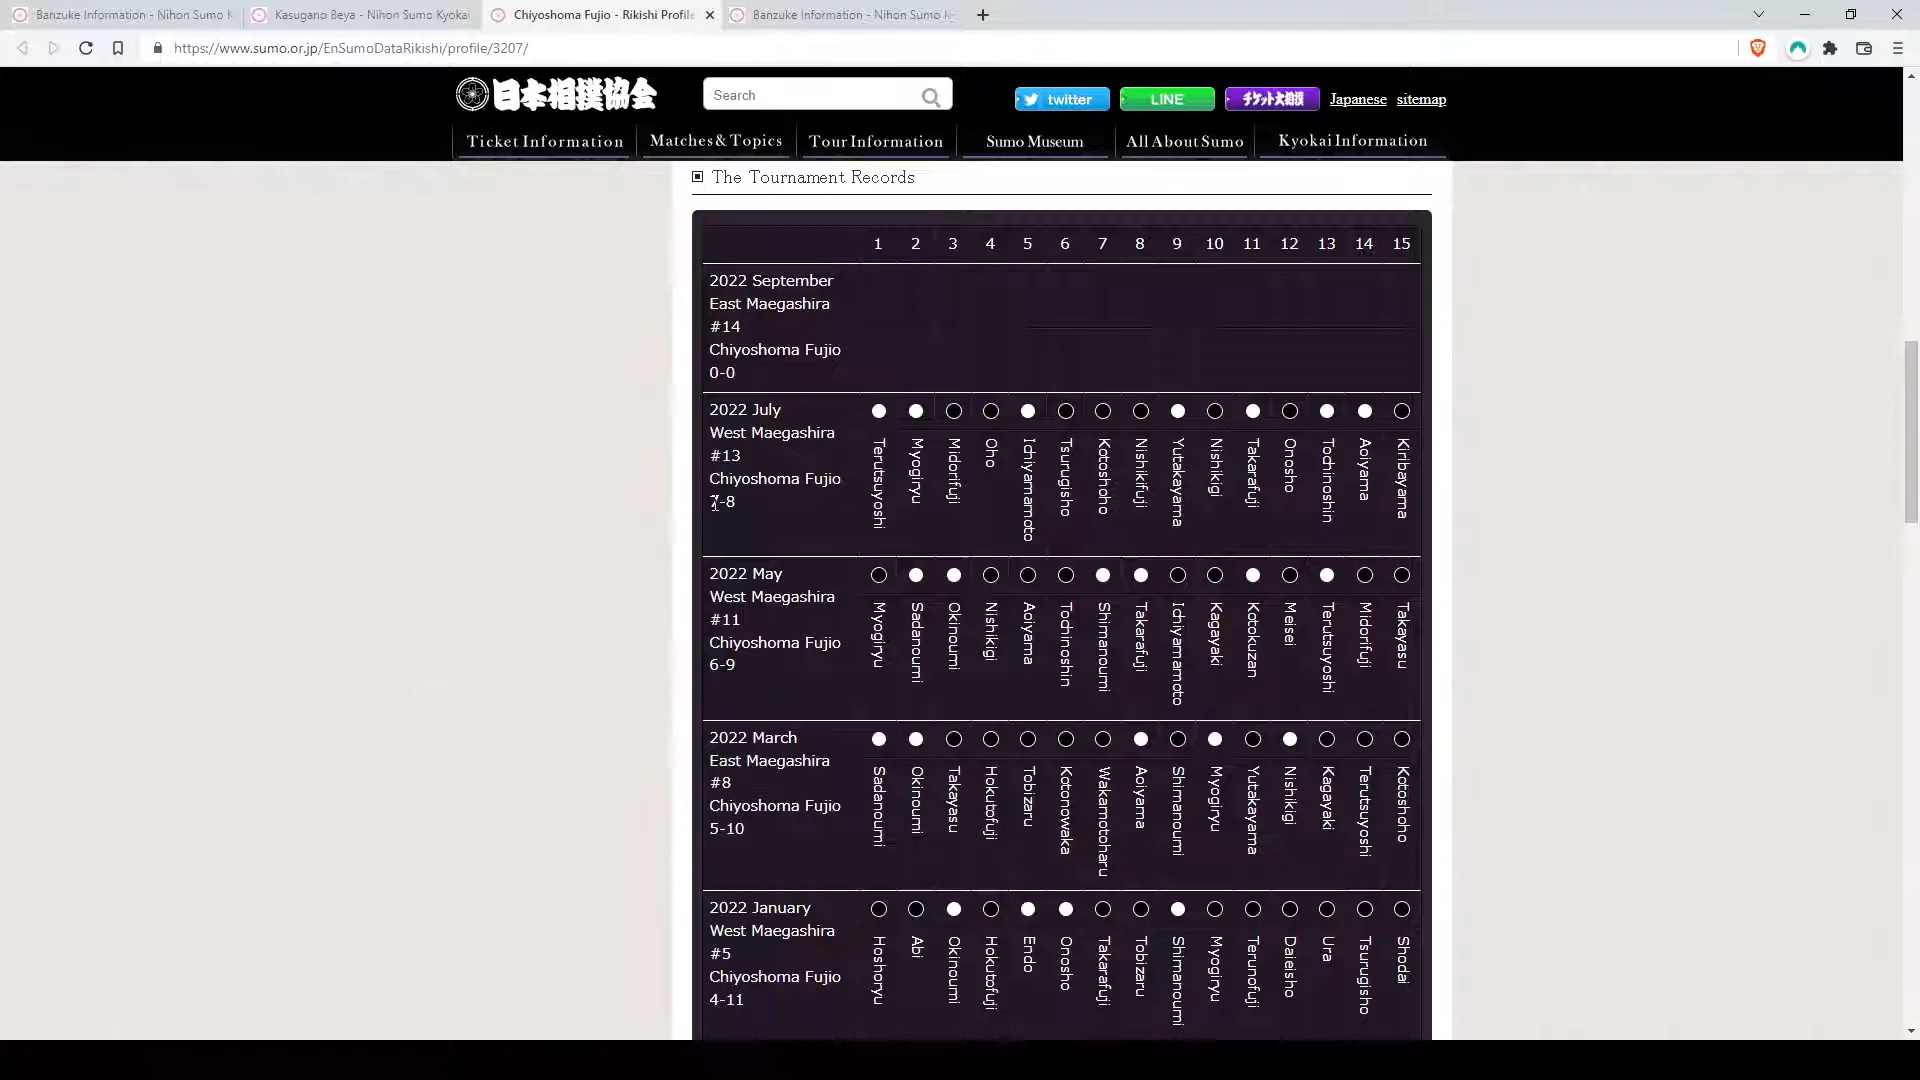 Banzuke Information - Nihon Sumo K
Kasugano Beya - Nihon Sumo Kyokai
Chiyoshoma Fujio - Rikishi Profile
Banzuke Information - Nihon Sumo K
https://www.sumo.or.jp/EnSumoDataRikishi/profile/3207/
日本相撲協会
Search
twitter
LINE
チケット大相撲
Japanese
sitemap
Ticket Information
Matches & Topics
Tour Information
Sumo Museum
All About Sumo
Kyokai Information
The Tournament Records
1 2 3 4 5 6 7 8 9 10 11 12 13 14 15
2022 September
East Maegashira
#14
Chiyoshoma Fujio
0-0
2022 July
West Maegashira
#13
Chiyoshoma Fujio
7-8
Terutsuyoshi
Myogiryu
Midorifuji
Oho
Ichiyamamoto
Tsurugisho
Kotoshoho
Nishikifuji
Yutakayama
Nishikigi
Takarafuji
Onosho
Tochinoshin
Aoiyama
Kiribayama
2022 May
West Maegashira
#11
Chiyoshoma Fujio
6-9
Myogiryu
Sadanoumi
Okinoumi
Nishikigi
Aoiyama
Tochinoshin
Shimanoumi
Takarafuji
Ichiyamamoto
Kagayaki
Kotokuzan
Meisei
Terutsuyoshi
Midorifuji
Takayasu
2022 March
East Maegashira
#8
Chiyoshoma Fujio
5-10
Sadanoumi
Okinoumi
Takayasu
Hokutofuji
Tobizaru
Kotonowaka
Wakamotoharu
Aoiyama
Shimanoumi
Myogiryu
Yutakayama
Nishikigi
Kagayaki
Terutsuyoshi
Kotoshoho
2022 January
West Maegashira
#5
Chiyoshoma Fujio
4-11
Hoshoryu
Abi
Okinoumi
Hokutofuji
Endo
Onosho
Takarafuji
Tobizaru
Shimanoumi
Myogiryu
Terunofuji
Daieisho
Ura
Tsurugisho
Shodai